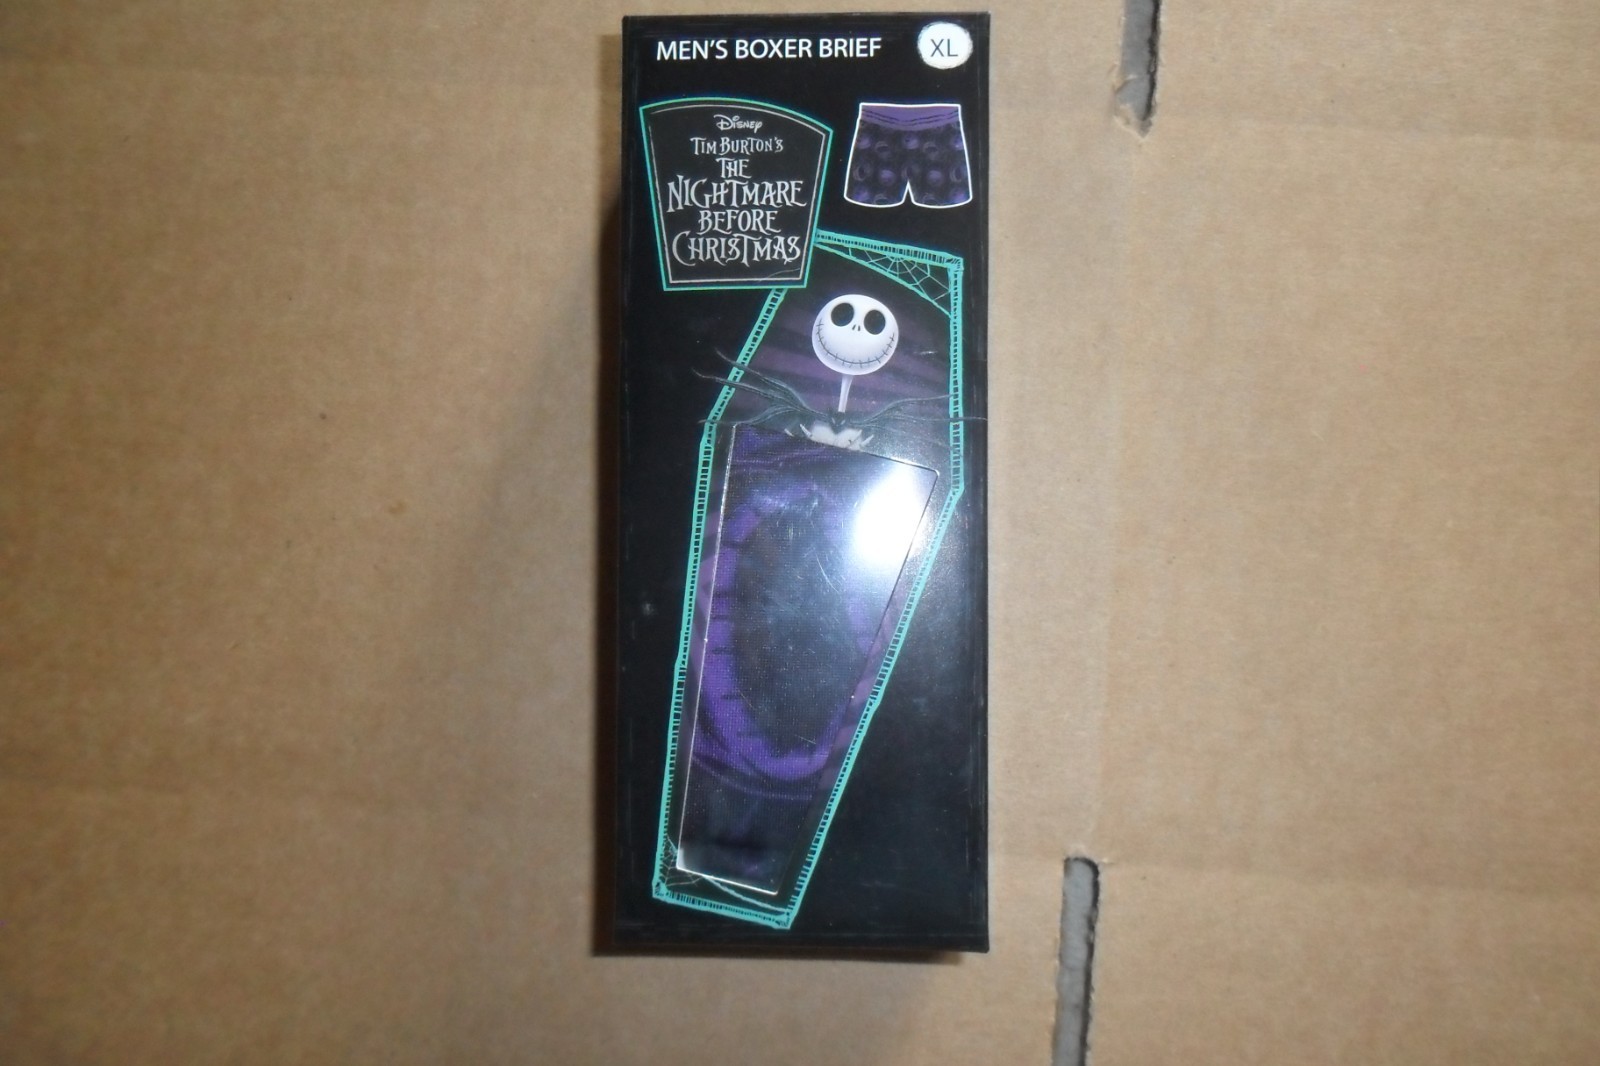 MEN'S BOXER BRIEF
XL
Disney
TIM BURTON'S
THE
NIGHTMARE
BEFORE
CHRISTMAS